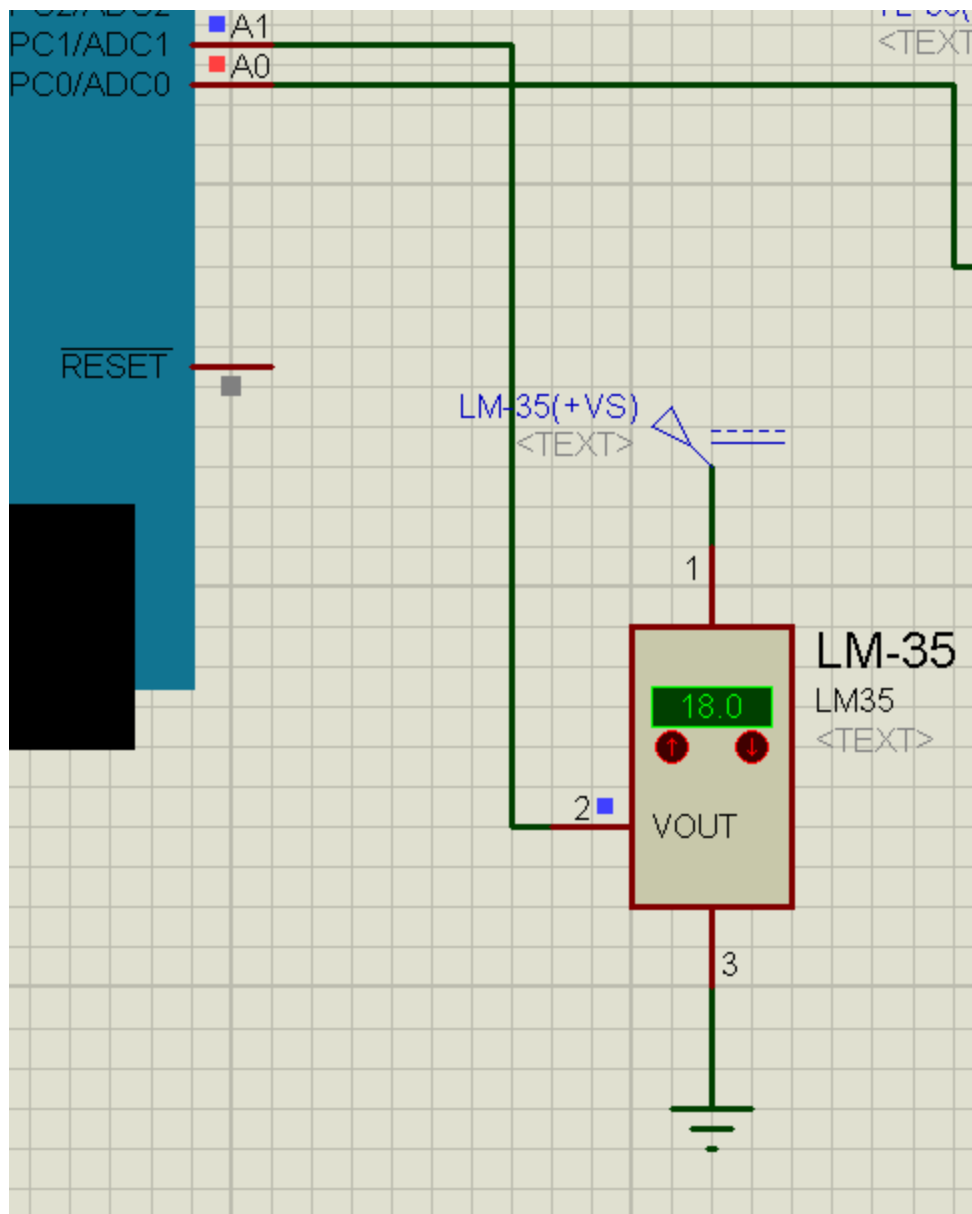 A1
PC1/ADC1
A0
PC0/ADC0
<TEXT
RESET
LM-35(+VS)
<TEXT>
1
LM-35
18.0
LM35
<TEXT>
2
VOUT
3